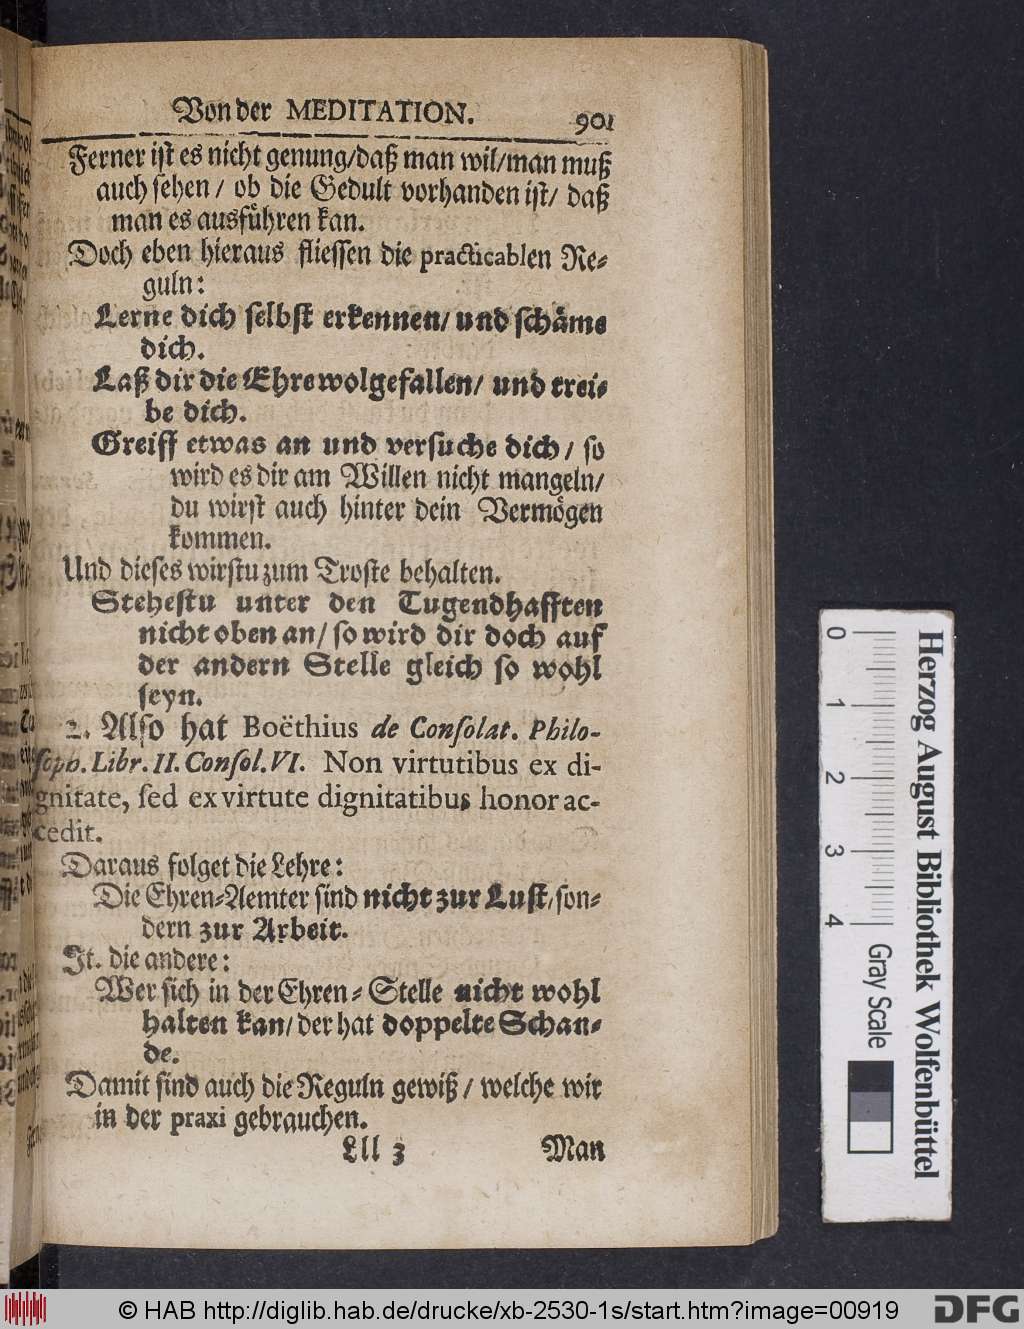 Von der MEDITATION. 901
Ferner ist es nicht genung/daß man wil/man muß
auch sehen / ob die Gedult vorhanden ist/ daß
man es ausführen kan.
Doch eben hieraus fliessen die practicablen Re-
guln:
Lerne dich selbst erkennen/ und schäme
dich.
Laß dir die Ehre wolgefallen/ und trei-
be dich.
Greiff etwas an und versuche dich / so
wird es dir am Willen nicht mangeln/
du wirst auch hinter dein Vermögen
kommen.
Und dieses wirstu zum Troste behalten.
Stehestu unter den Tugendhafften
nicht oben an/ so wird dir doch auf
der andern Stelle gleich so wohl
seyn.
2. Also hat Boëthius de Consolat. Philo-
soph. Libr. II. Consol. VI. Non virtutibus ex di-
gnitate, sed ex virtute dignitatibus honor ac-
cedit.
Daraus folget die Lehre:
Die Ehren-Aemter sind nicht zur Lust/son-
dern zur Arbeit.
It. die andere:
Wer sich in der Ehren-Stelle nicht wohl
halten kan/ der hat doppelte Schan-
de.
Damit sind auch die Reguln gewiß / welche wir
in der praxi gebrauchen.
Lll 3 Man
0 1 2 3 4
Herzog August Bibliothek Wolfenbüttel
Gray Scale
© HAB http://diglib.hab.de/drucke/xb-2530-1s/start.htm?image=00919
DFG